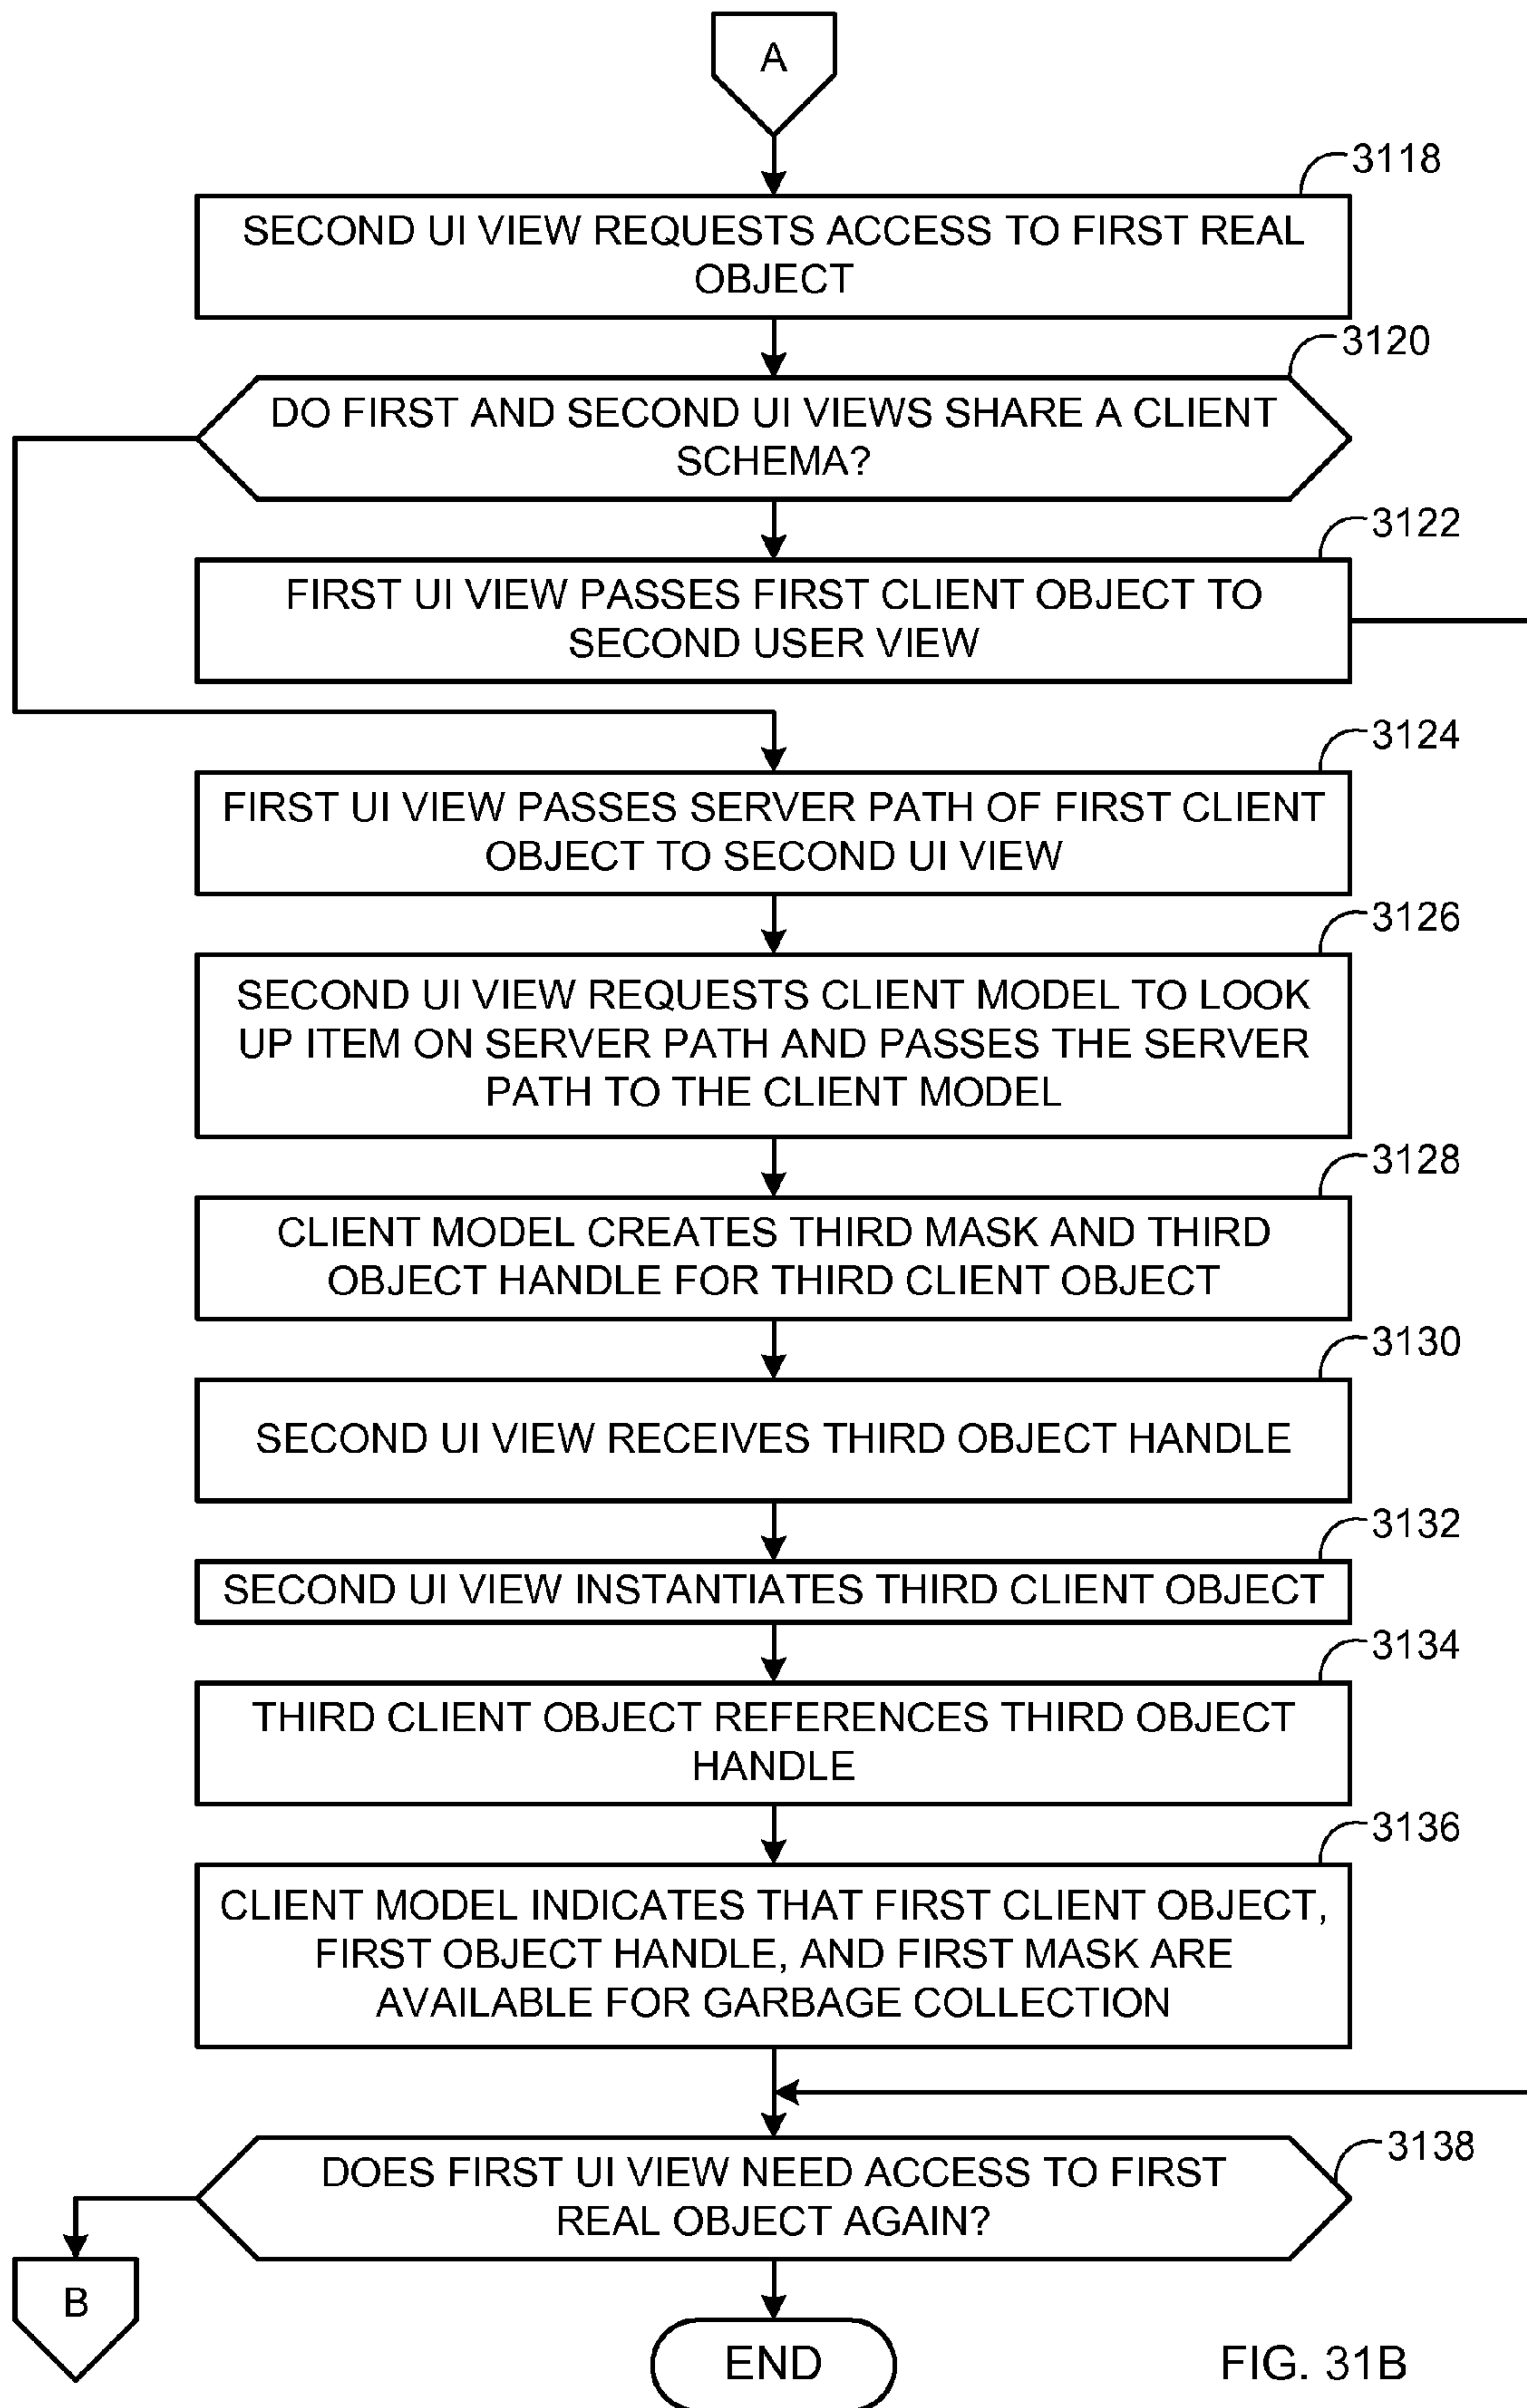 A
3118
SECOND UI VIEW REQUESTS ACCESS TO FIRST REAL
OBJECT
3120
DO FIRST AND SECOND UI VIEWS SHARE A CLIENT
SCHEMA?
3122
FIRST UI VIEW PASSES FIRST CLIENT OBJECT TO
SECOND USER VIEW
3124
FIRST UI VIEW PASSES SERVER PATH OF FIRST CLIENT
OBJECT TO SECOND UI VIEW
3126
SECOND UI VIEW REQUESTS CLIENT MODEL TO LOOK
UP ITEM ON SERVER PATH AND PASSES THE SERVER
PATH TO THE CLIENT MODEL
3128
CLIENT MODEL CREATES THIRD MASK AND THIRD
OBJECT HANDLE FOR THIRD CLIENT OBJECT
3130
SECOND UI VIEW RECEIVES THIRD OBJECT HANDLE
3132
SECOND UI VIEW INSTANTIATES THIRD CLIENT OBJECT
3134
THIRD CLIENT OBJECT REFERENCES THIRD OBJECT
HANDLE
3136
CLIENT MODEL INDICATES THAT FIRST CLIENT OBJECT,
FIRST OBJECT HANDLE, AND FIRST MASK ARE
AVAILABLE FOR GARBAGE COLLECTION
3138
DOES FIRST UI VIEW NEED ACCESS TO FIRST
REAL OBJECT AGAIN?
B
END
FIG. 31B